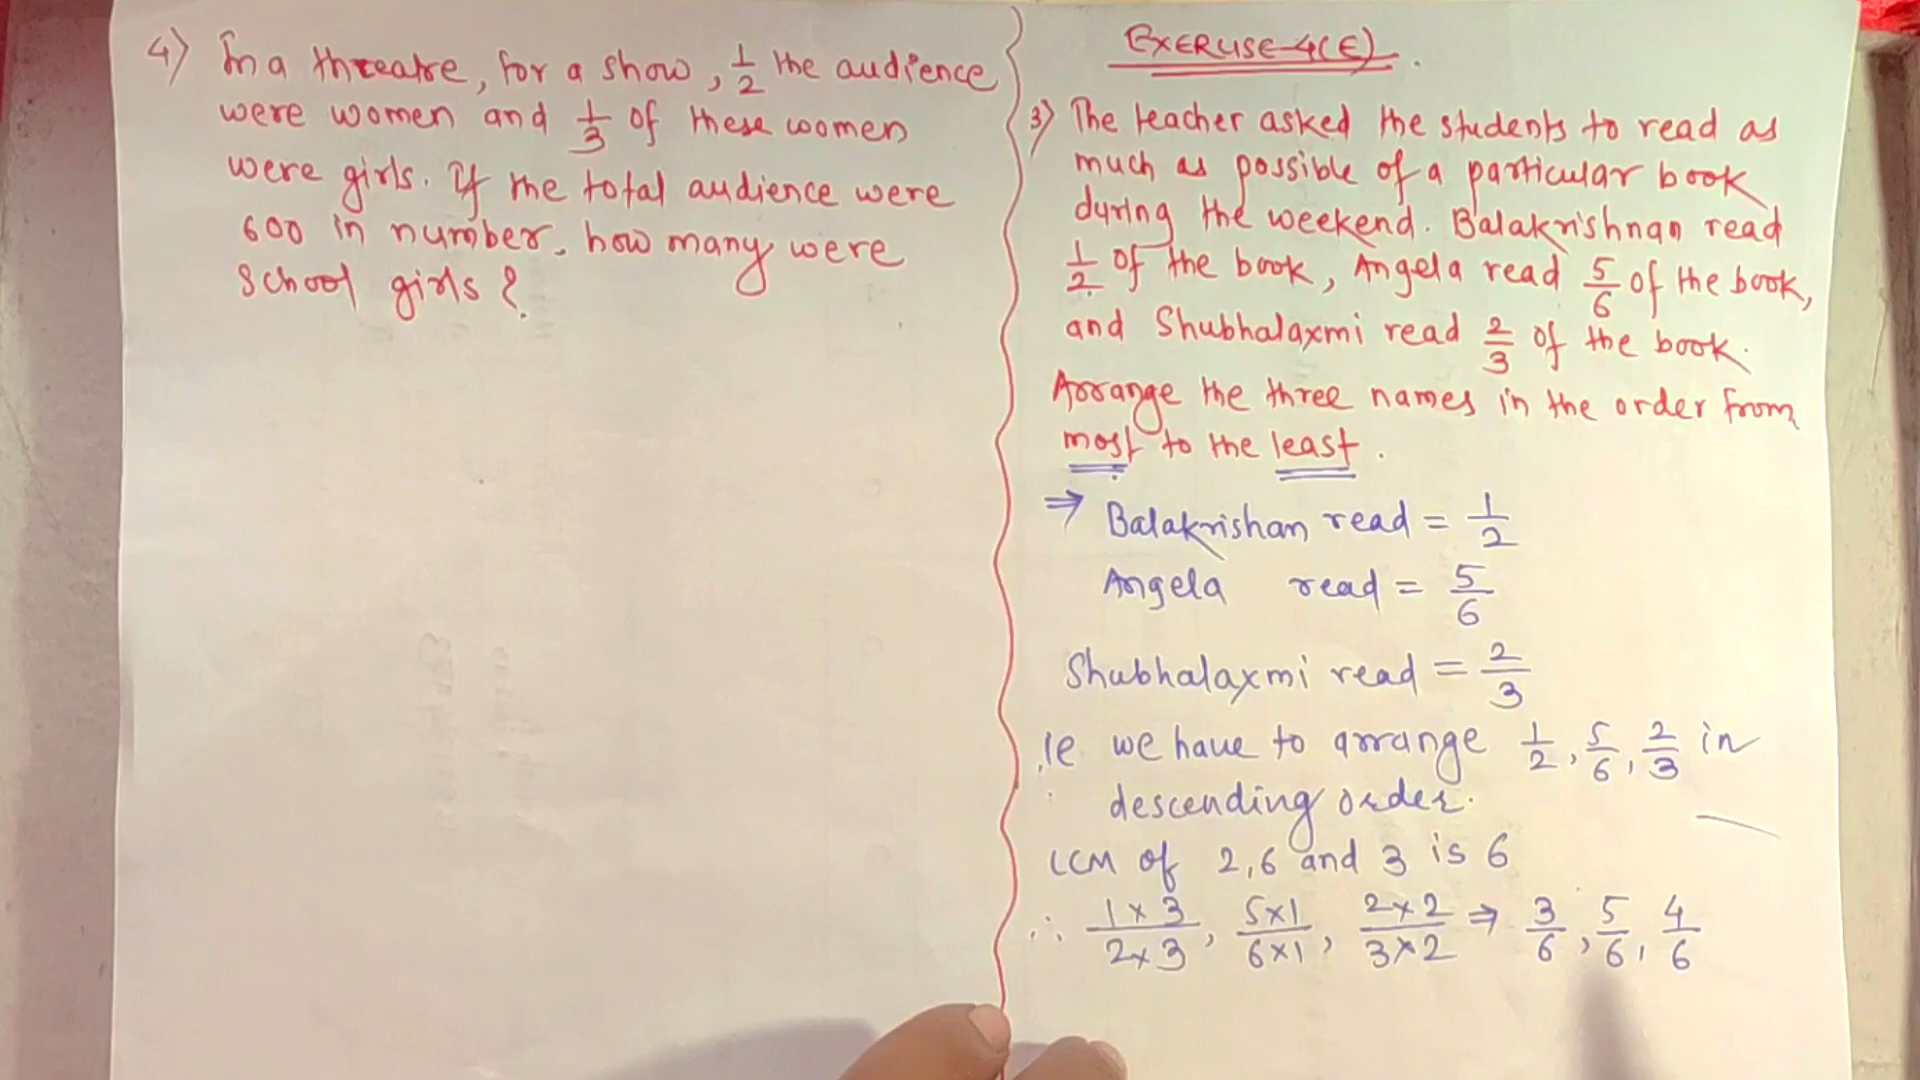 4) In a threatre, for a show, 1/2 the audience
were women and 1/3 of these women
were girls. If the total audience were
600 in number, how many were
School girls?
EXERCISE-4(E).
3) The teacher asked the students to read as
much as possible of a particular book
during the weekend. Balakrishnan read
1/2 of the book, Angela read 5/6 of the book,
and Shubhalaxmi read 2/3 of the book.
Arrange the three names in the order from
most to the least.
⇒ Balakrishan read = 1/2
Angela read = 5/6
Shubhalaxmi read = 2/3
ie we have to arrange 1/2, 5/6, 2/3 in
descending order.
LCM of 2,6 and 3 is 6
∴ 1×3/2×3, 5×1/6×1, 2×2/3×2 ⇒ 3/6, 5/6, 4/6